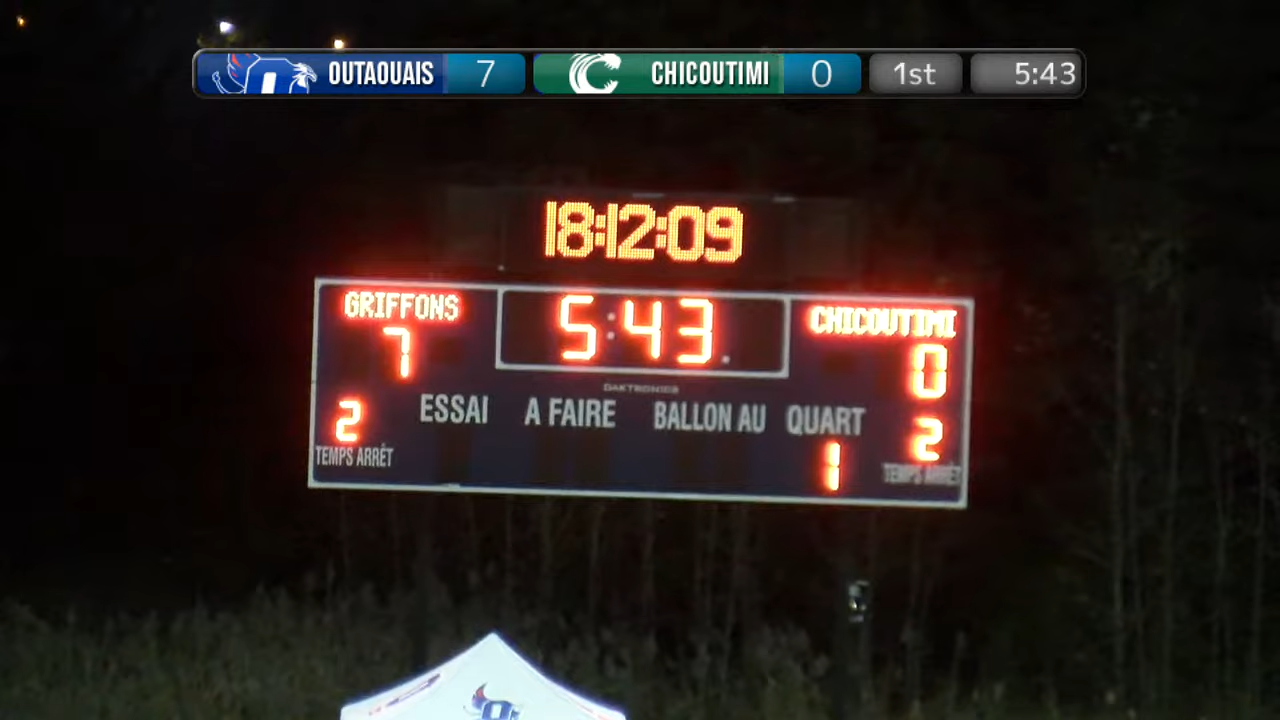 OUTAOUAIS 7 CHICOUTIMI 0 1st 5:43
18:12:09
GRIFFONS 5:43 CHICOUTIMI
7 0
DAKTRONICS
ESSAI A FAIRE BALLON AU QUART
2 1 2
TEMPS ARRÊT TEMPS ARRÊT